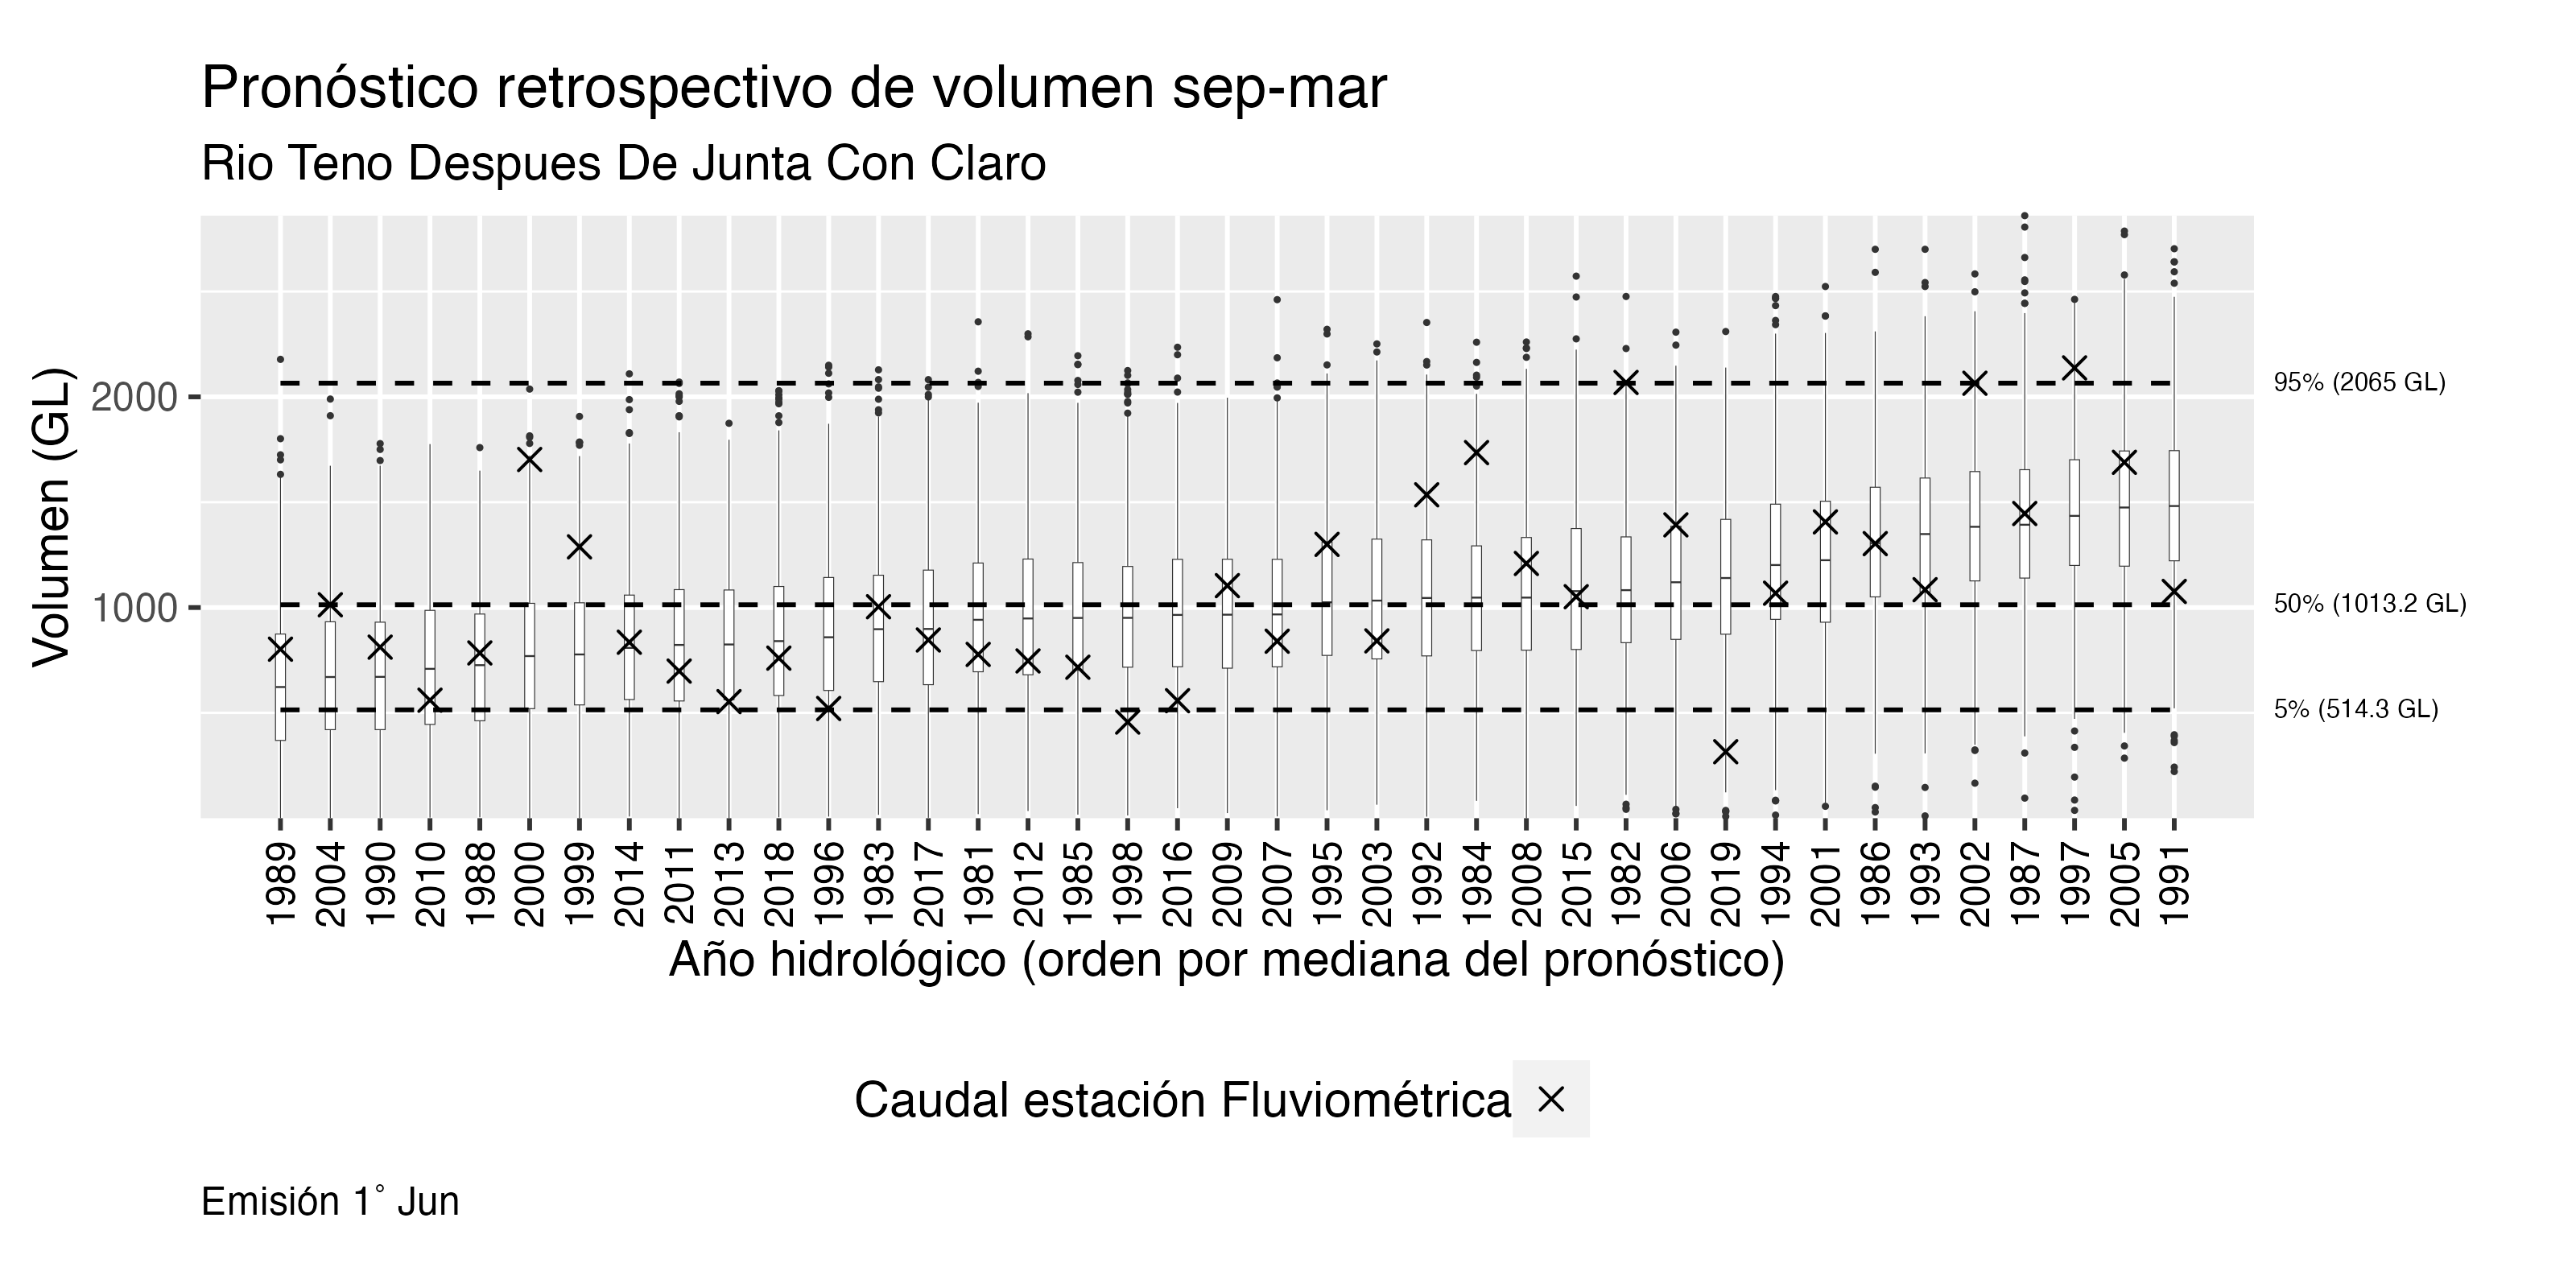 Pronóstico retrospectivo de volumen sep-mar
Rio Teno Despues De Junta Con Claro
Volumen (GL)
2000
1000
95% (2065 GL)
50% (1013.2 GL)
5% (514.3 GL)
1989 2004 1990 2010 1988 2000 1999 2014 2011 2013 2018 1996 1983 2017 1981 2012 1985 1998 2016 2009 2007 1995 2003 1992 1984 2008 2015 1982 2006 2019 1994 2001 1986 1993 2002 1987 1997 2005 1991
Año hidrológico (orden por mediana del pronóstico)
Caudal estación Fluviométrica
Emisión 1° Jun